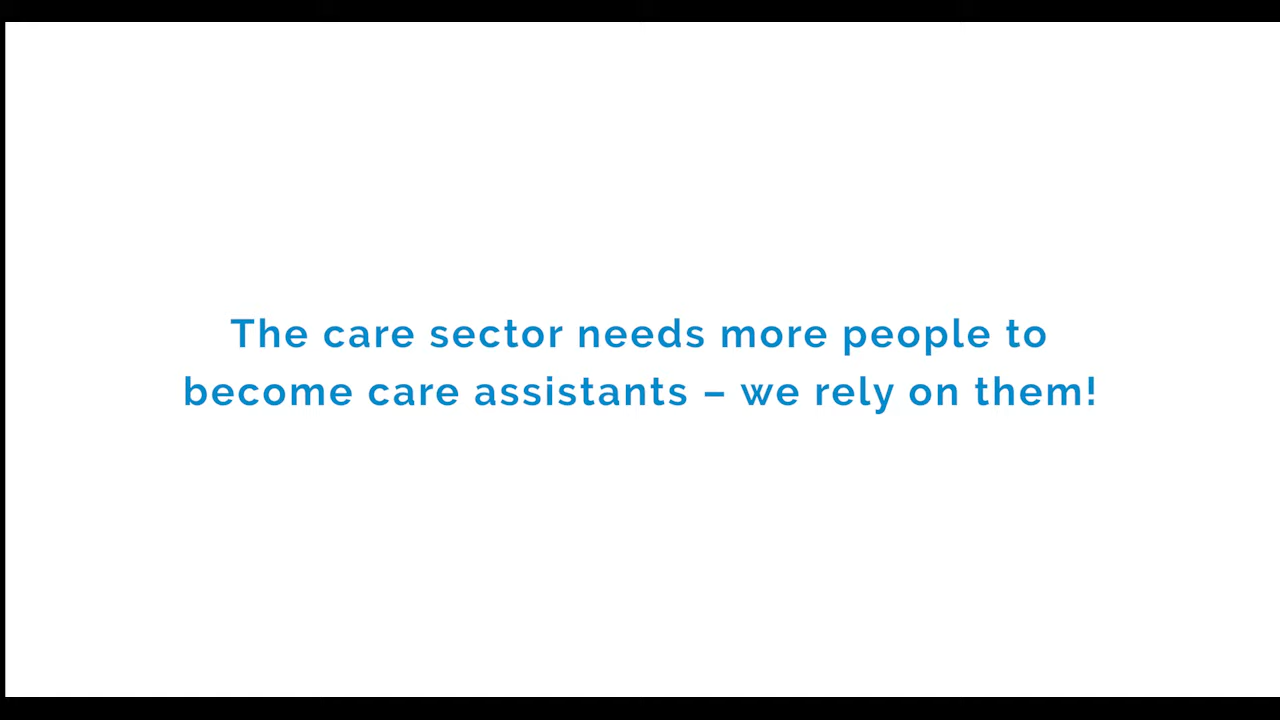 The care sector needs more people to
become care assistants – we rely on them!